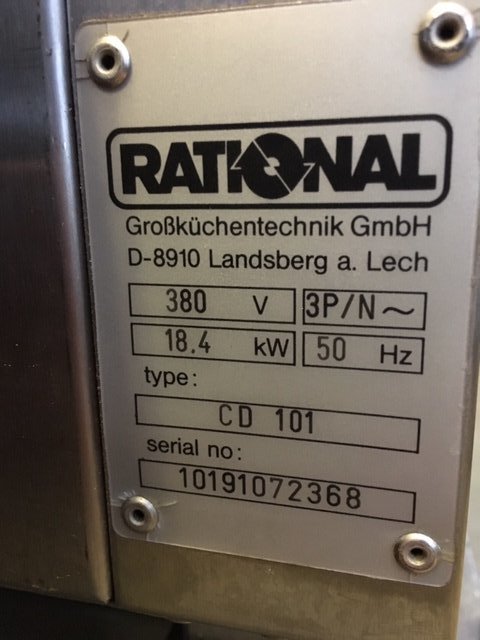 RATIONAL
Großküchentechnik GmbH
D-8910 Landsberg a. Lech
380 V 3P/N ~
18.4 kW 50 Hz
type:
CD 101
serial no:
10191072368